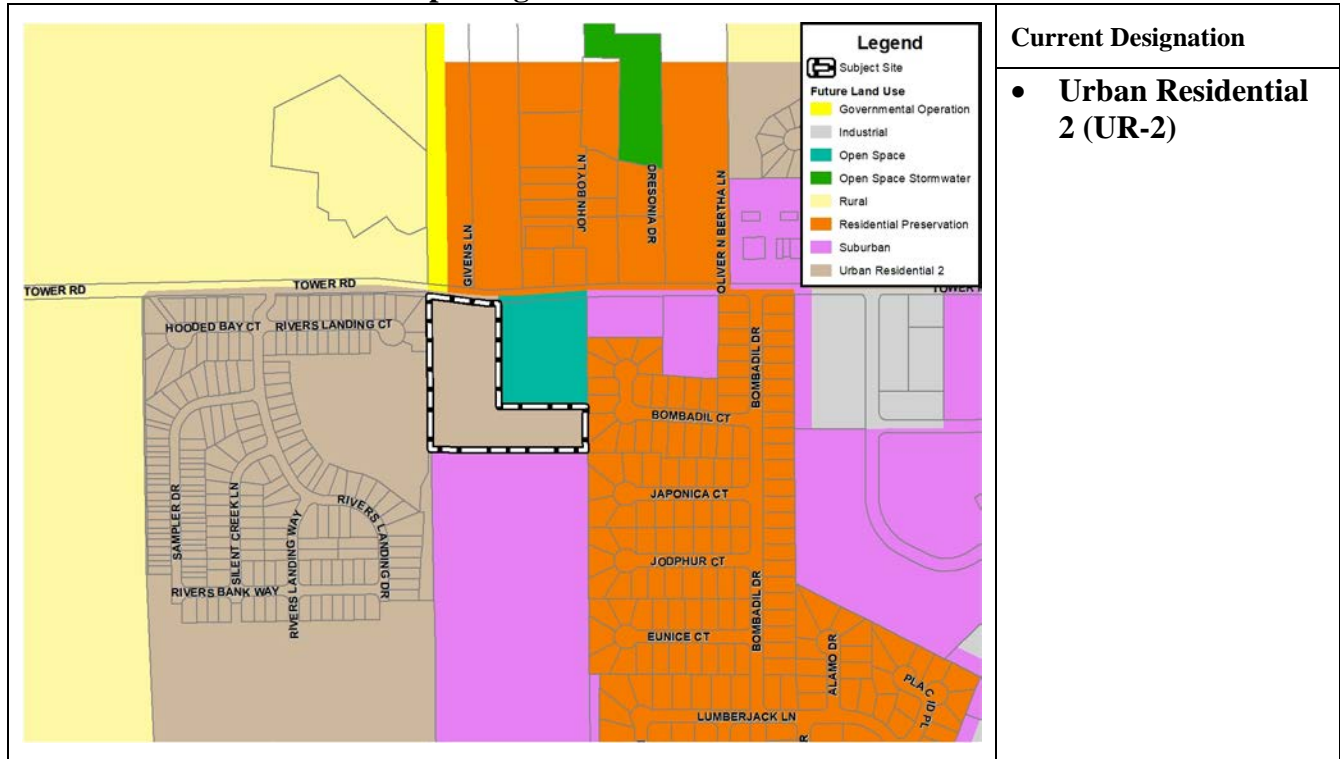 Current Designation
• Urban Residential
2 (UR-2)
Legend
Subject Site
Future Land Use
Governmental Operation
Industrial
Open Space
Open Space Stormwater
Rural
Residential Preservation
Suburban
Urban Residential 2
GIVENS LN
JOHN BOY LN
ORESONIA DR
OLIVER N BERTHA LN
TOWER RD
TOWER RD
HOODED BAY CT
RIVERS LANDING CT
BOMBADIL DR
BOMBADIL CT
JAPONICA CT
SAMPLER DR
SILENT CREEK LN
RIVERS LANDING WAY
RIVERS LANDING DR
RIVERS BANK WAY
JODPHUR CT
BOMBADIL DR
EUNICE CT
ALAMO DR
PLACID PL
LUMBERJACK LN